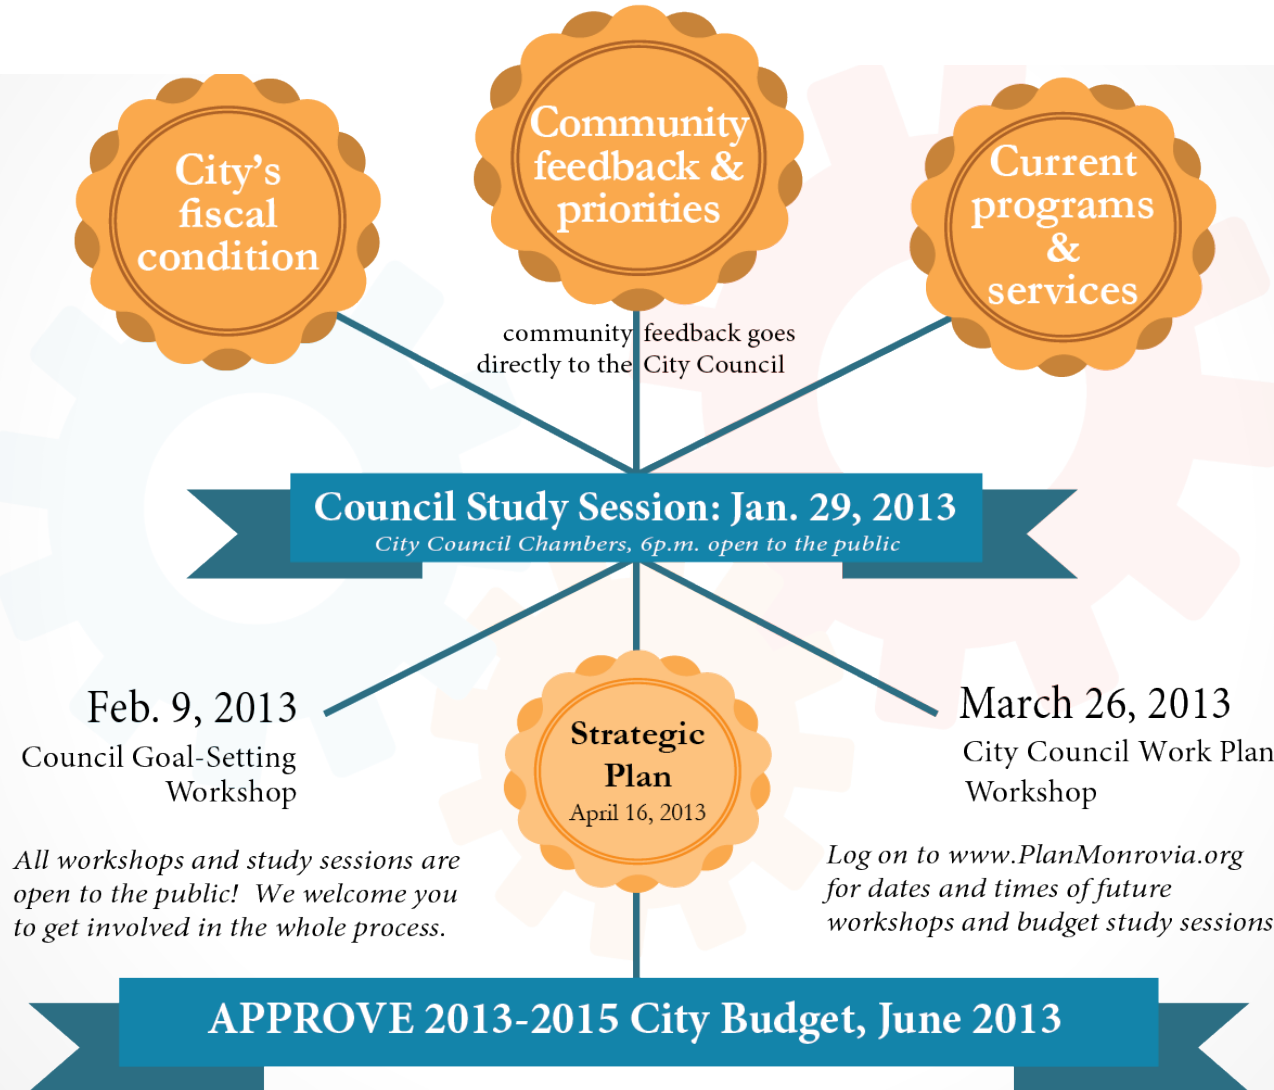 City's
fiscal
condition
Community
feedback &
priorities
Current
programs
&
services
community feedback goes
directly to the City Council
Council Study Session: Jan. 29, 2013
City Council Chambers, 6p.m. open to the public
Feb. 9, 2013
Council Goal-Setting
Workshop
Strategic
Plan
April 16, 2013
March 26, 2013
City Council Work Plan
Workshop
All workshops and study sessions are
open to the public!  We welcome you
to get involved in the whole process.
Log on to www.PlanMonrovia.org
for dates and times of future
workshops and budget study sessions
APPROVE 2013-2015 City Budget, June 2013